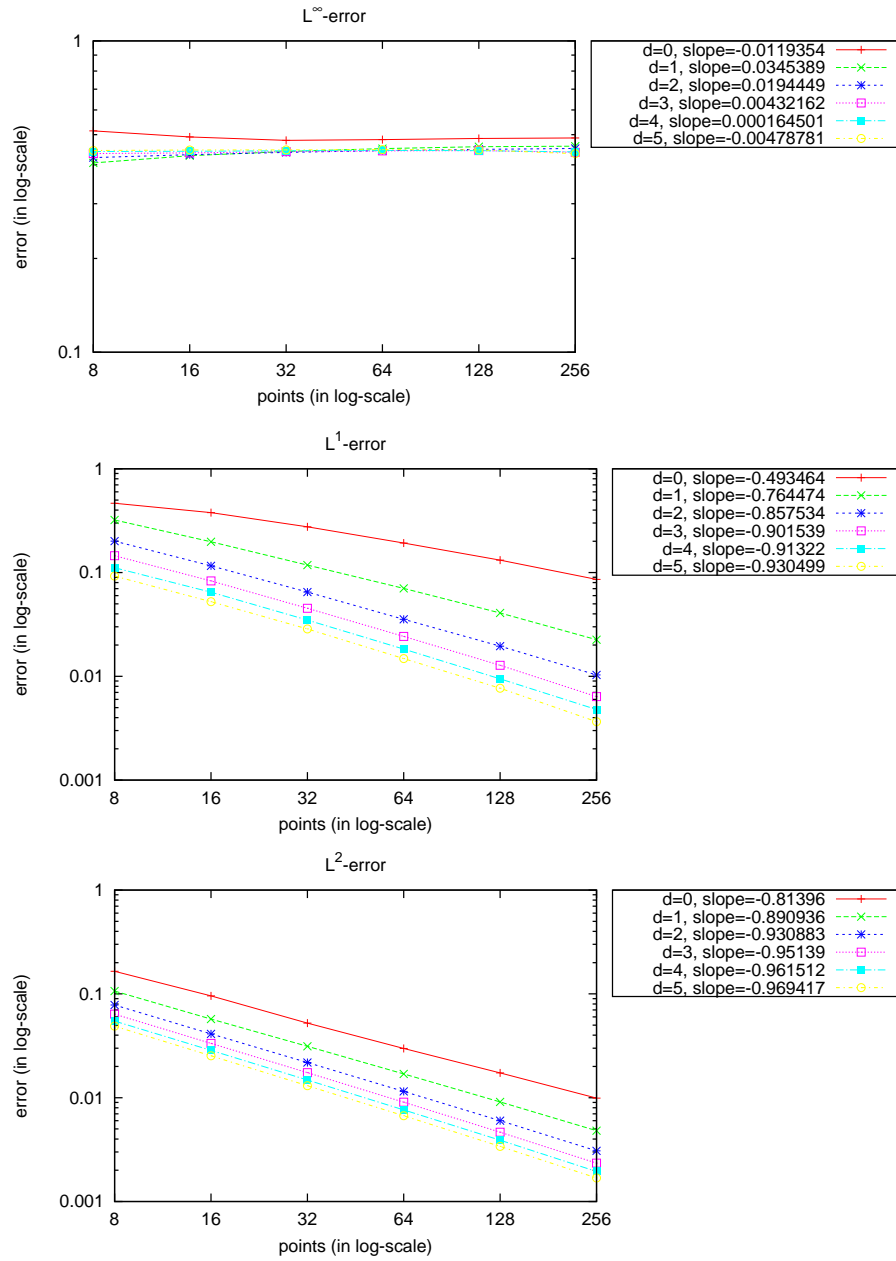 L∞-error
1
0.1
error (in log-scale)
8 16 32 64 128 256
points (in log-scale)
d=0, slope=-0.0119354
d=1, slope=0.0345389
d=2, slope=0.0194449
d=3, slope=0.00432162
d=4, slope=0.000164501
d=5, slope=-0.00478781
L1-error
1
0.1
0.01
0.001
error (in log-scale)
8 16 32 64 128 256
points (in log-scale)
d=0, slope=-0.493464
d=1, slope=-0.764474
d=2, slope=-0.857534
d=3, slope=-0.901539
d=4, slope=-0.91322
d=5, slope=-0.930499
L2-error
1
0.1
0.01
0.001
error (in log-scale)
8 16 32 64 128 256
points (in log-scale)
d=0, slope=-0.81396
d=1, slope=-0.890936
d=2, slope=-0.930883
d=3, slope=-0.95139
d=4, slope=-0.961512
d=5, slope=-0.969417